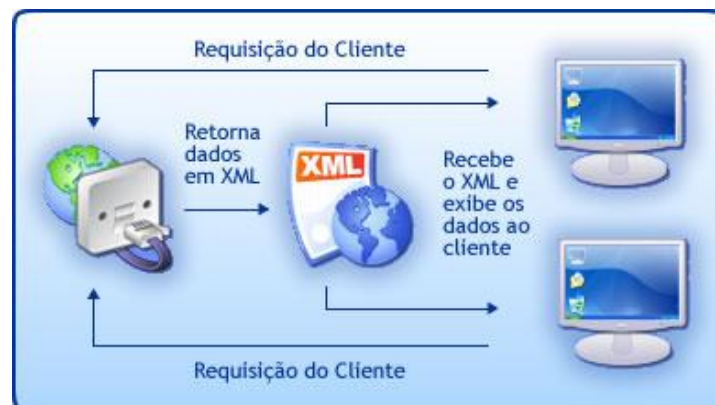 Requisição do Cliente
Retorna
dados
em XML
XML
Recebe
o XML e
exibe os
dados ao
cliente
Requisição do Cliente